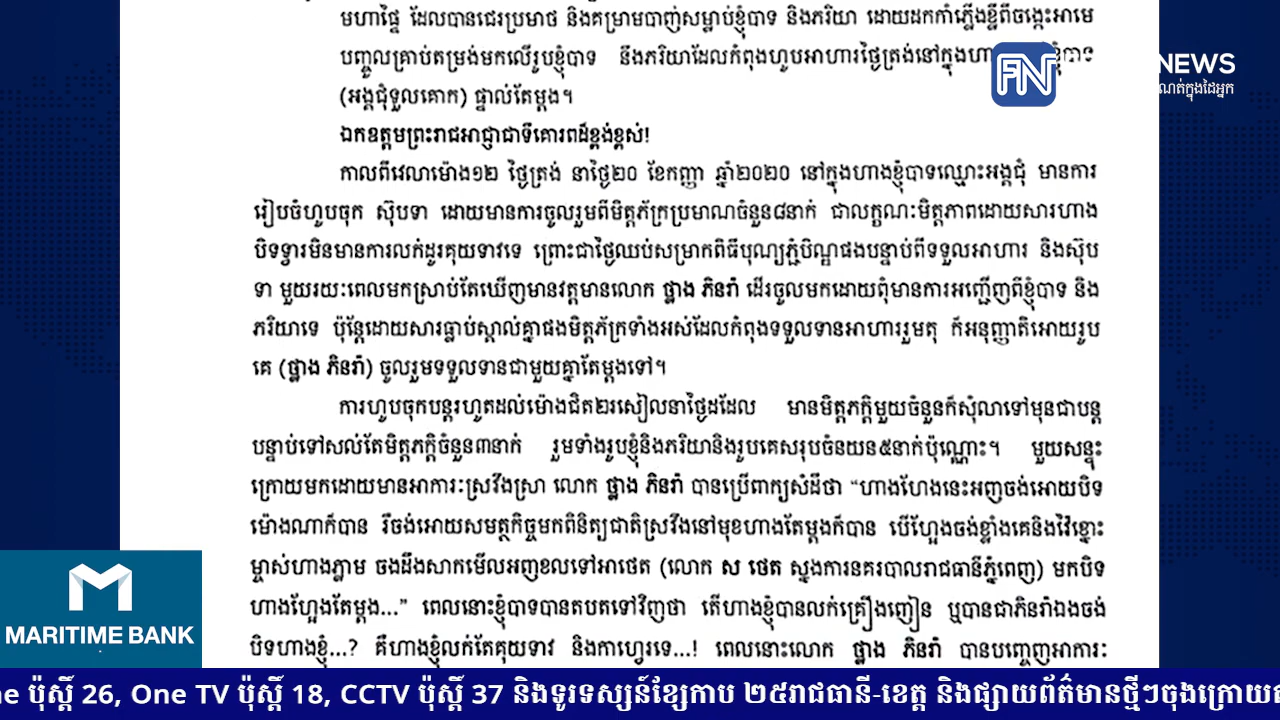 មហាផ្ទៃ ដែលបានជេរប្រមាថ និងគម្រាមបាញ់សម្លាប់ខ្ញុំបាទ និងភរិយា ដោយដកកាំភ្លើងខ្លីពីចង្កេះអាមេ
បញ្ចូលគ្រាប់តម្រង់មកលើរូបខ្ញុំបាទ នឹងភរិយាដែលកំពុងហូបអាហារថ្ងៃត្រង់នៅក្នុង
NEWS
(អង្គជុំទួលគោក) ផ្ទាល់តែម្តង។
ឯកឧត្តមព្រះរាជអាជ្ញាជាទីគោរពដ៏ខ្ពង់ខ្ពស់!
កាលពីវេលាម៉ោង១២ ថ្ងៃត្រង់ នាថ្ងៃ២០ ខែកញ្ញា ឆ្នាំ២០២០ នៅក្នុងហាងខ្ញុំបាទឈ្មោះអង្គជុំ មានការ
រៀបចំហូបចុក ស៊ុបទា ដោយមានការចូលរួមពីមិត្តភ័ក្រប្រមាណចំនួន៨នាក់ ជាលក្ខណៈមិត្តភាពដោយសារហាង
បិទទ្វារមិនមានការលក់ដូរគុយទាវទេ ព្រោះជាថ្ងៃឈប់សម្រាកពិធីបុណ្យភ្ជុំបិណ្ឌផងបន្ទាប់ពីទទួលអាហារ និងស៊ុប
ទា មួយរយៈពេលមកស្រាប់តែឃើញមានវត្តមានលោក ផ្លាង ភិនរ៉ា ដើរចូលមកដោយពុំមានការអញ្ជើញពីខ្ញុំបាទ និង
ភរិយាទេ ប៉ុន្តែដោយសារធ្លាប់ស្គាល់គ្នាផងមិត្តភ័ក្រទាំងអស់ដែលកំពុងទទួលទានអាហាររួមតុ ក៏អនុញ្ញាតិអោយរូប
គេ (ផ្លាង ភិនរ៉ា) ចូលរួមទទួលទានជាមួយគ្នាតែម្តងទៅ។
ការហូបចុកបន្តរហូតដល់ម៉ោងជិត២រសៀលនាថ្ងៃដដែល មានមិត្តភក្តិមួយចំនួនក៏សុំលាទៅមុនជាបន្ត
បន្ទាប់ទៅសល់តែមិត្តភក្តិចំនួន៣នាក់ រួមទាំងរូបខ្ញុំនិងភរិយានិងរូបគេសរុបចំនយន៥នាក់ប៉ុណ្ណោះ។ មួយសន្ទុះ
ក្រោយមកដោយមានអាការៈស្រវឹងស្រា លោក ផ្លាង ភិនរ៉ា បានប្រើពាក្យសំដីថា “ហាងហែងនេះអញចង់អោយបិទ
ម៉ោងណាក៏បាន រឺចង់អោយសមត្ថកិច្ចមកពិនិត្យជាតិស្រវឹងនៅមុខហាងតែម្តងក៏បាន បើហ្អែងចង់ខ្លាំងគេនិងវ៉ៃខ្នោះ
ម្ចាស់ហាងភ្លាម ចងដឹងសាកមើលអញខលទៅអាថេត (លោក ស ថេត ស្នងការនគរបាលរាជធានីភ្នំពេញ) មកបិទ
ហាងហ្អែងតែម្តង...” ពេលនោះខ្ញុំបាទបានតបតទៅវិញថា តើហាងខ្ញុំបានលក់គ្រឿងញៀន ឬបានជាភិនរ៉ាឯងចង់
បិទហាងខ្ញុំ...? គឺហាងខ្ញុំលក់តែគុយទាវ និងកាហ្វេរទេ...! ពេលនោះលោក ផ្លាង ភិនរ៉ា បានបញ្ចេញអាការៈ
MARITIME BANK
ne ប៉ុស្តិ៍ 26, One TV ប៉ុស្តិ៍ 18, CCTV ប៉ុស្តិ៍ 37 និងទូរទស្សន៍ខ្សែកាប ២៥រាជធានី-ខេត្ត និងផ្សាយព័ត៌មានថ្មីៗចុងក្រោយ